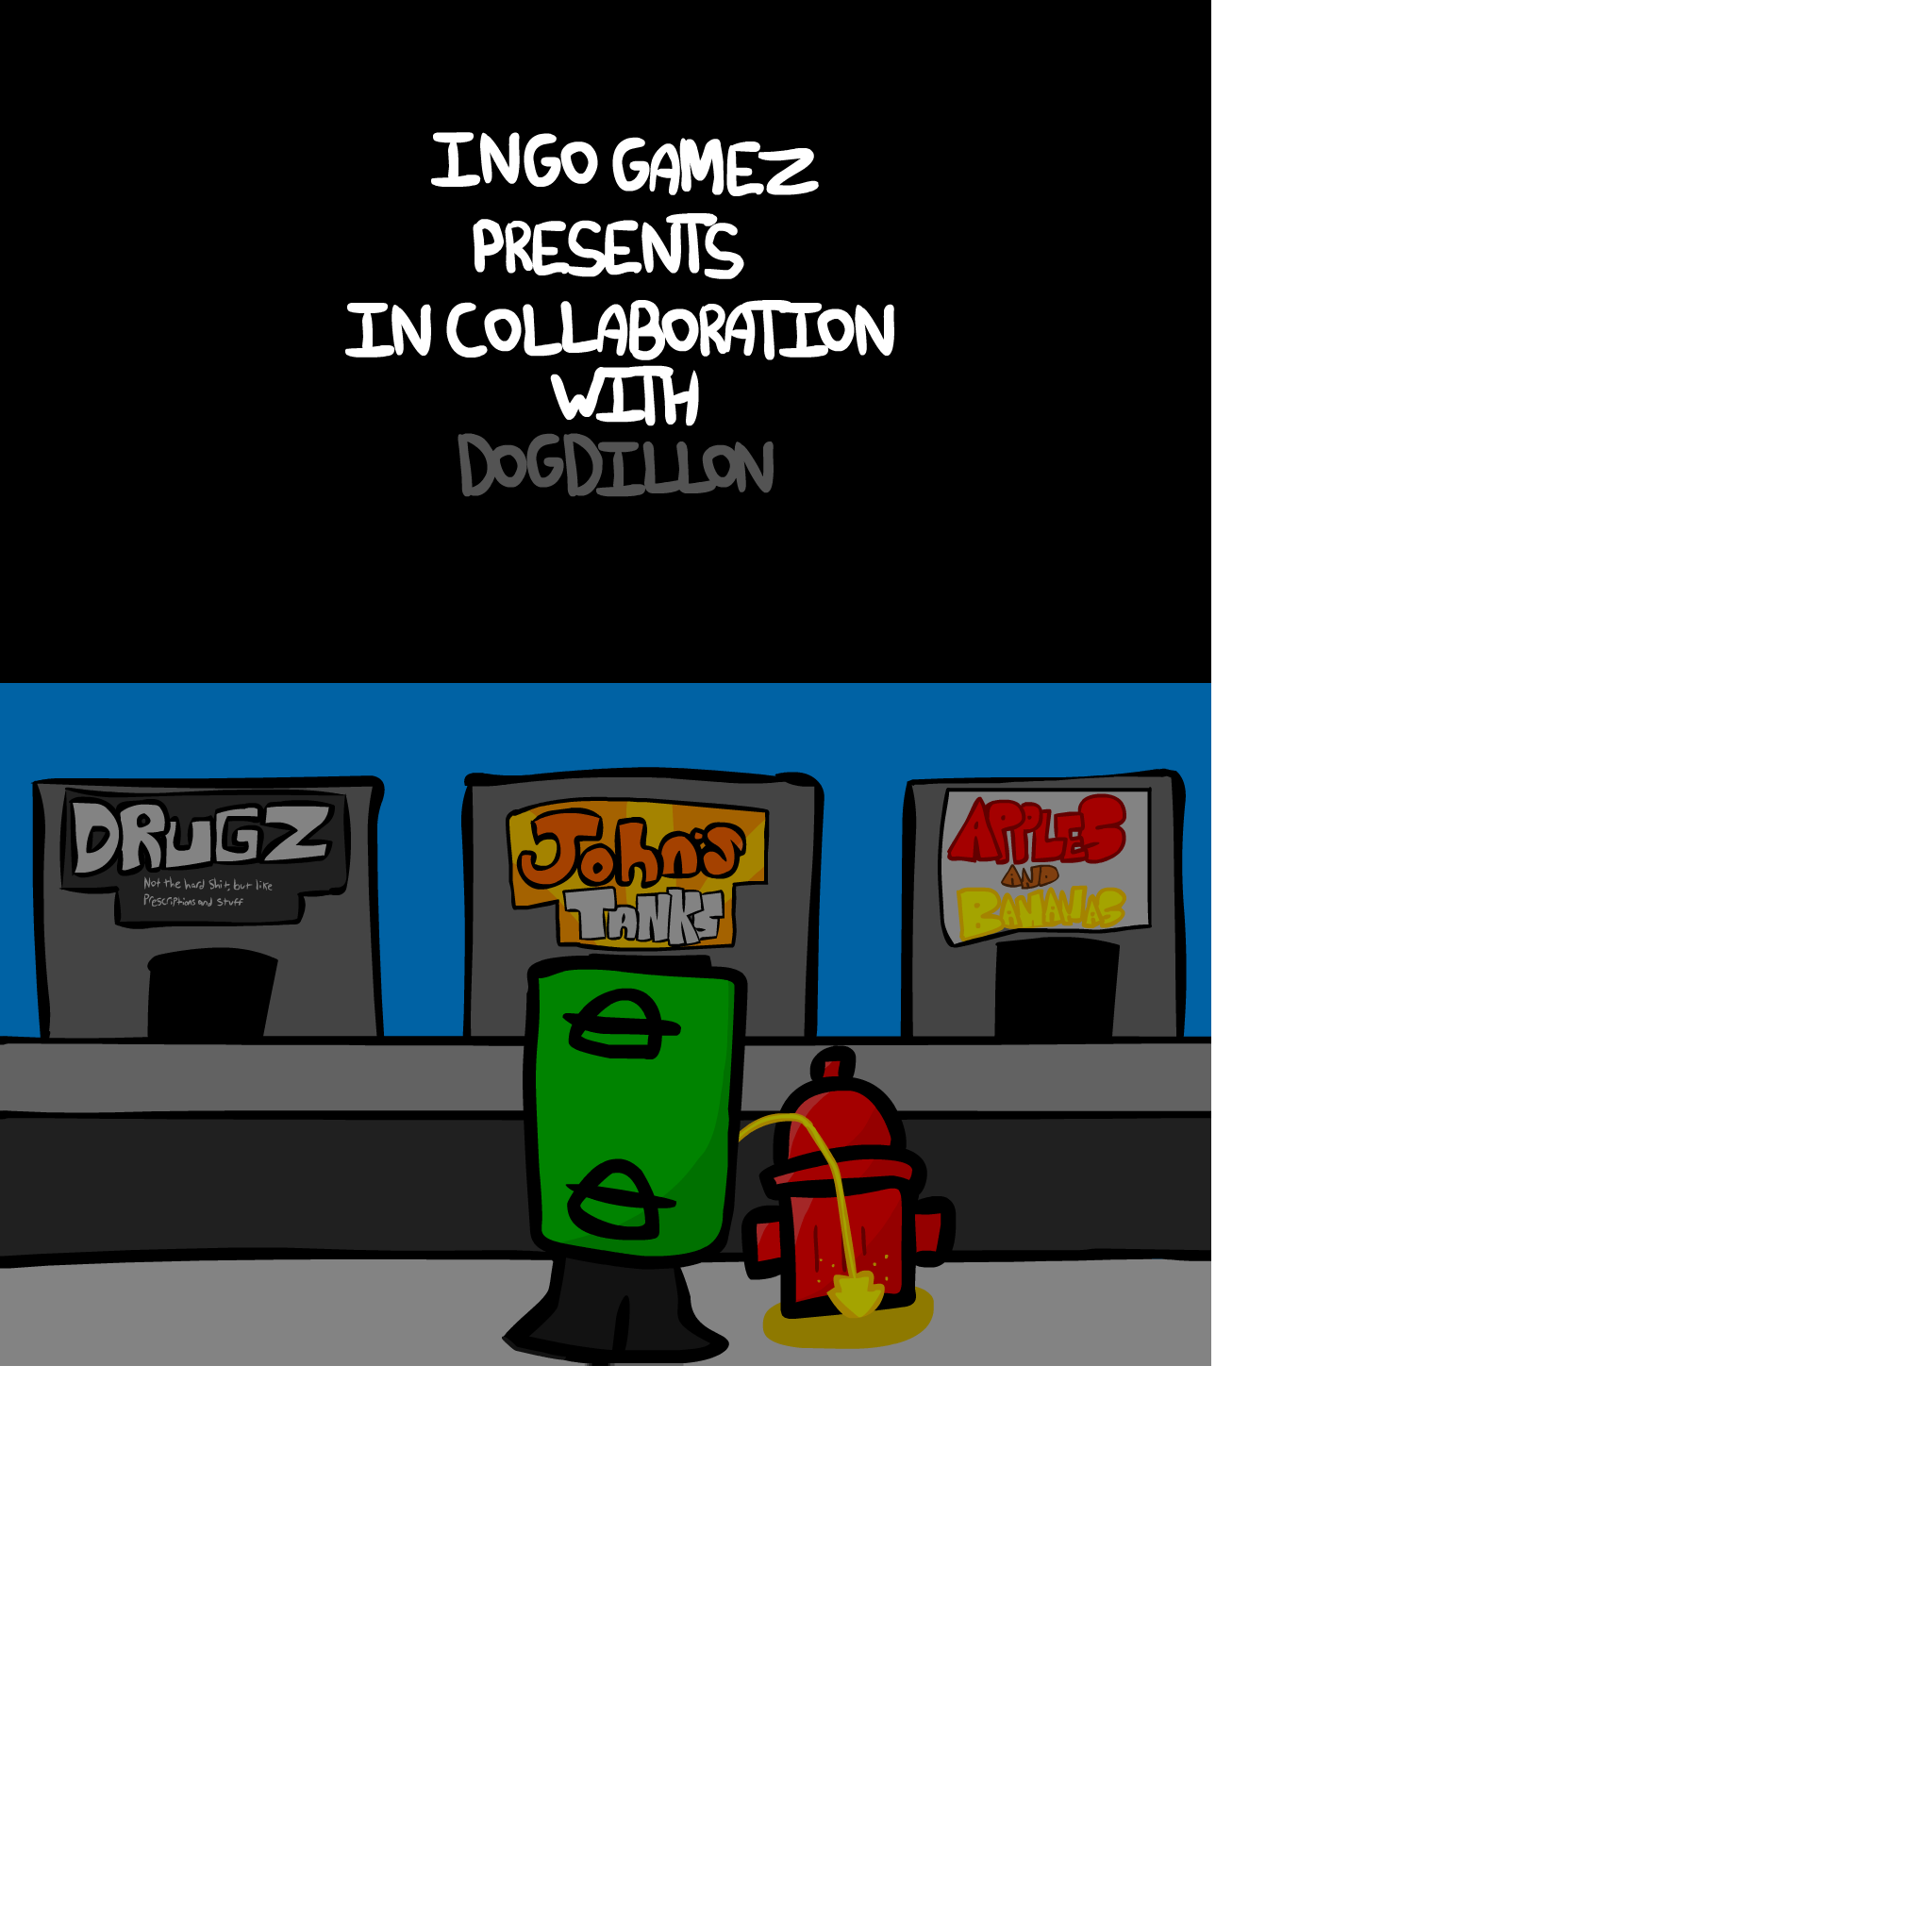 INGO GAMEZ
PRESENTS
IN COLLABORATION
WITH
DOGDILLON
DRUGZ
Not the hard shit, but like
Prescriptions and stuff
John's
TANKS
APPLES
AND
BANANAS